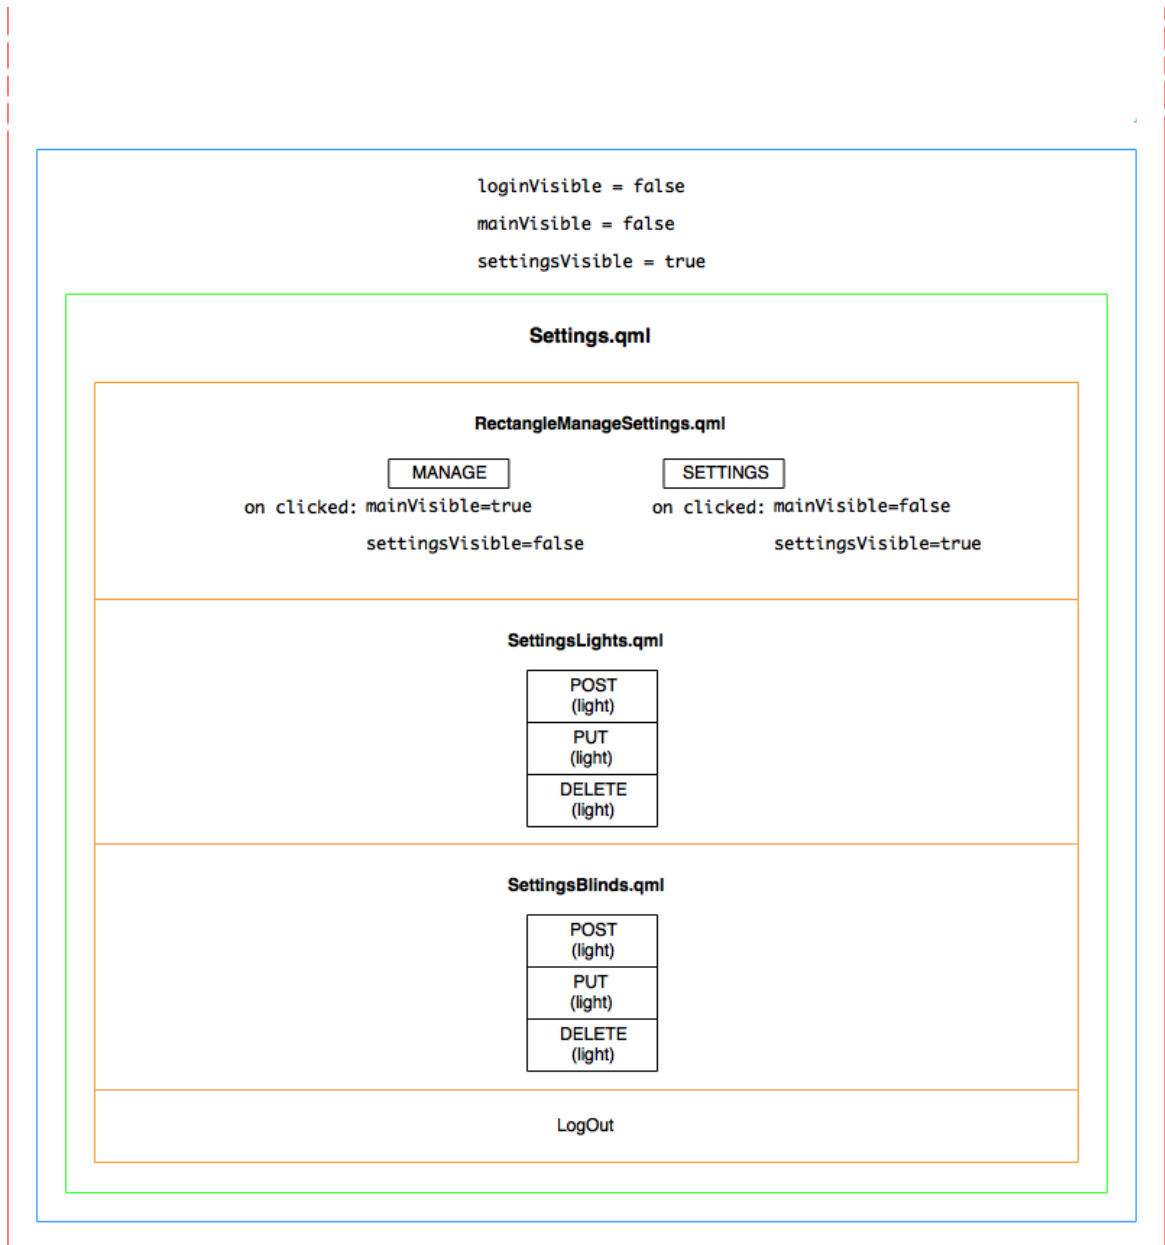 loginVisible = false
mainVisible = false
settingsVisible = true
Settings.qml
RectangleManageSettings.qml
MANAGE SETTINGS
on clicked: mainVisible=true on clicked: mainVisible=false
settingsVisible=false settingsVisible=true
SettingsLights.qml
POST
(light)
PUT
(light)
DELETE
(light)
SettingsBlinds.qml
POST
(light)
PUT
(light)
DELETE
(light)
LogOut